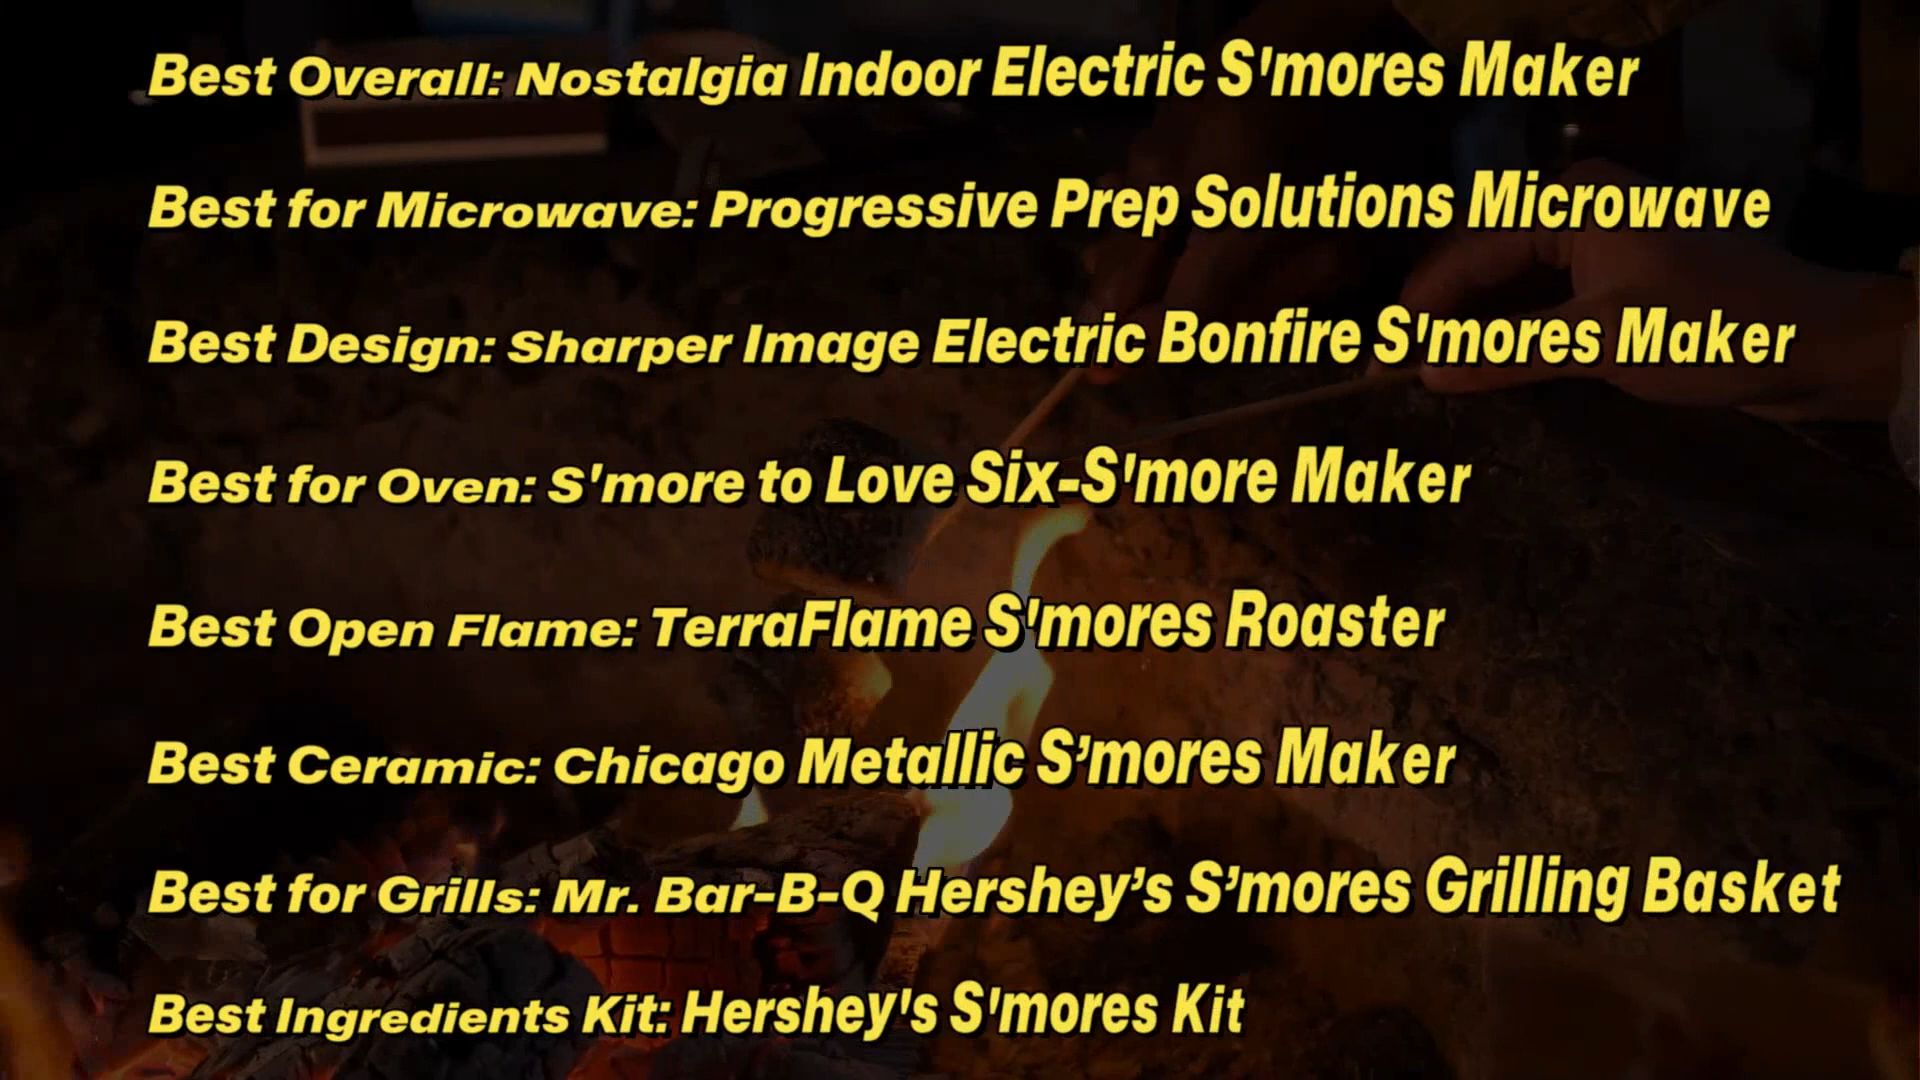 Best Overall: Nostalgia Indoor Electric S'mores Maker
Best for Microwave: Progressive Prep Solutions Microwave
Best Design: Sharper Image Electric Bonfire S'mores Maker
Best for Oven: S'more to Love Six-S'more Maker
Best Open Flame: TerraFlame S'mores Roaster
Best Ceramic: Chicago Metallic S’mores Maker
Best for Grills: Mr. Bar-B-Q Hershey’s S’mores Grilling Basket
Best Ingredients Kit: Hershey's S'mores Kit